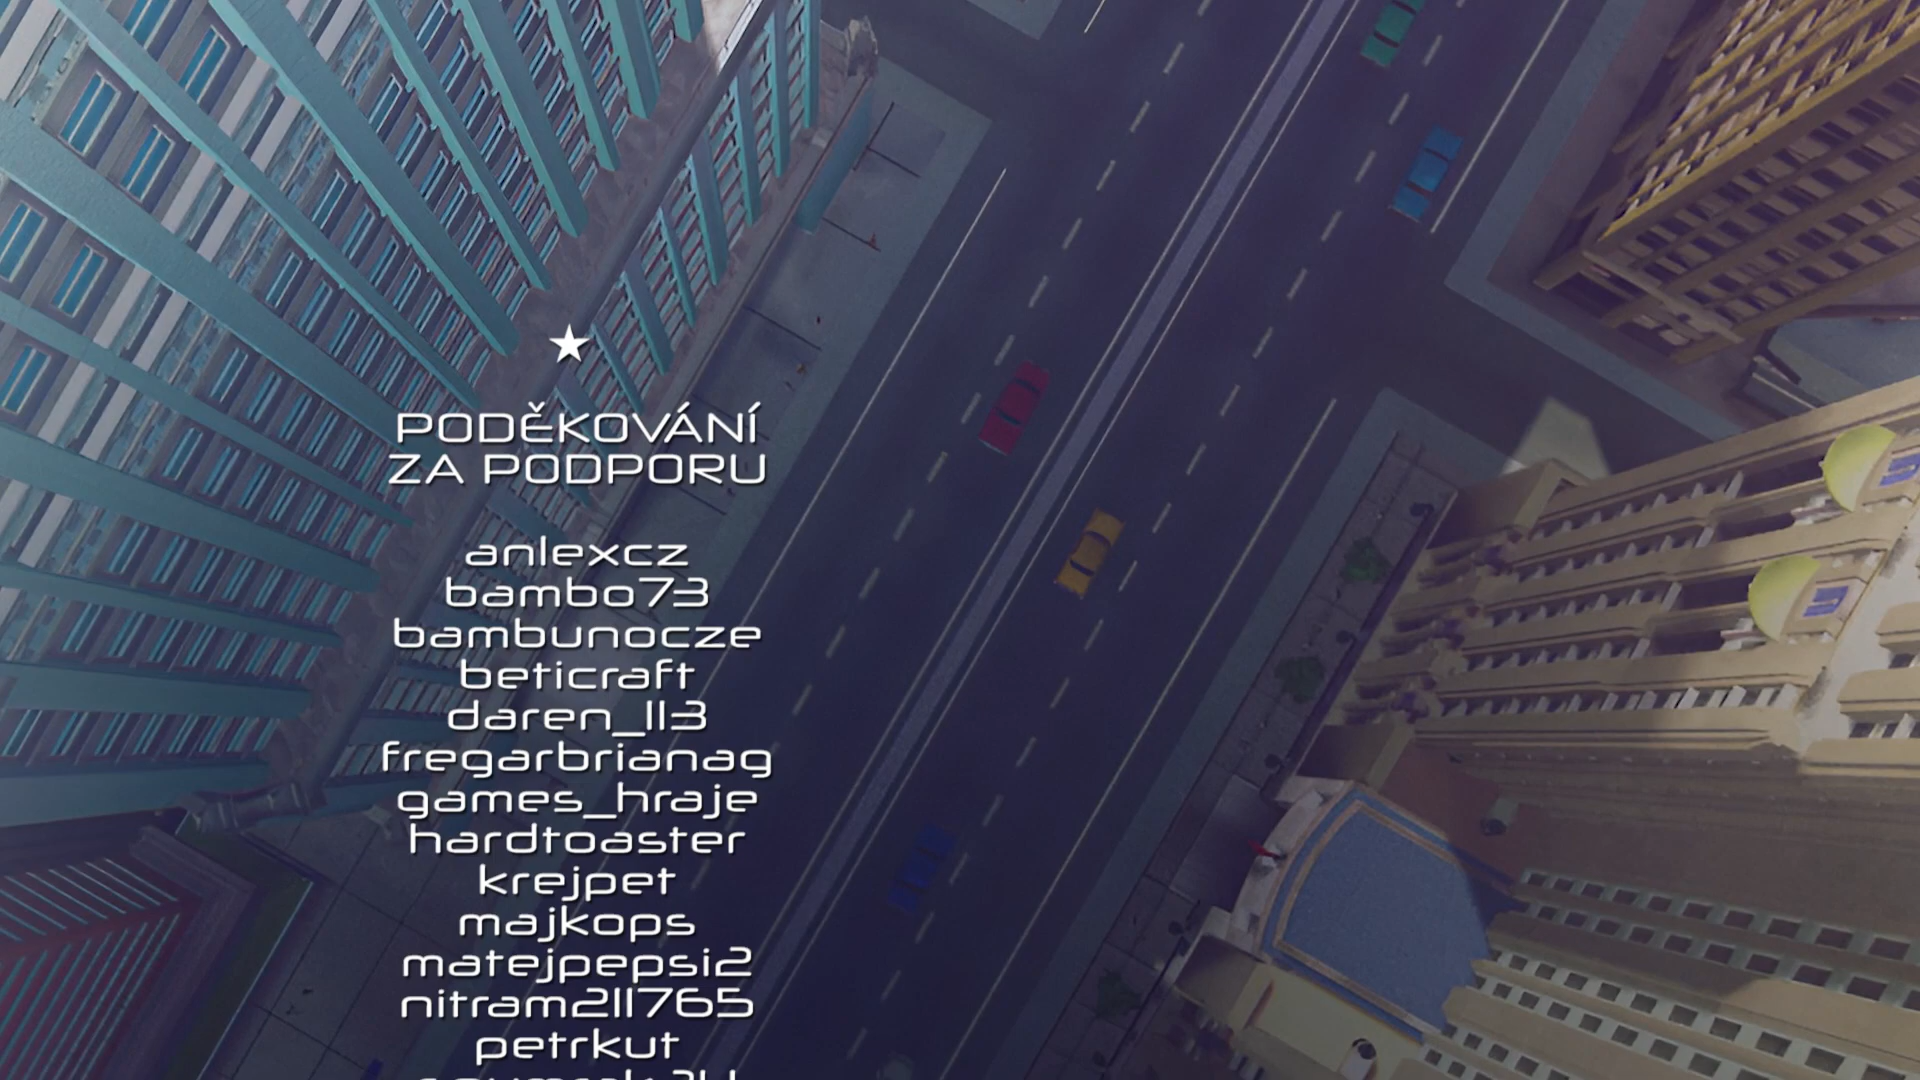 ★
PODĚKOVÁNÍ
ZA PODPORU
anlexcz
bambo73
bambunocze
beticraft
daren_113
fregarbrianag
games_hraje
hardtoaster
krejpet
majkops
matejpepsi2
nitram211765
petrkut